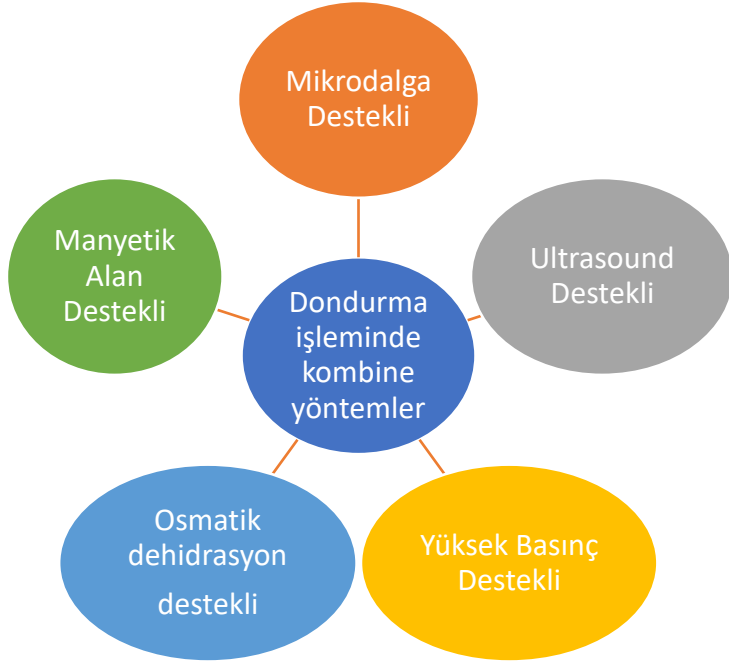 Mikrodalga
Destekli
Manyetik
Alan
Destekli
Ultrasound
Destekli
Dondurma
işleminde
kombine
yöntemler
Osmatik
dehidrasyon
destekli
Yüksek Basınç
Destekli